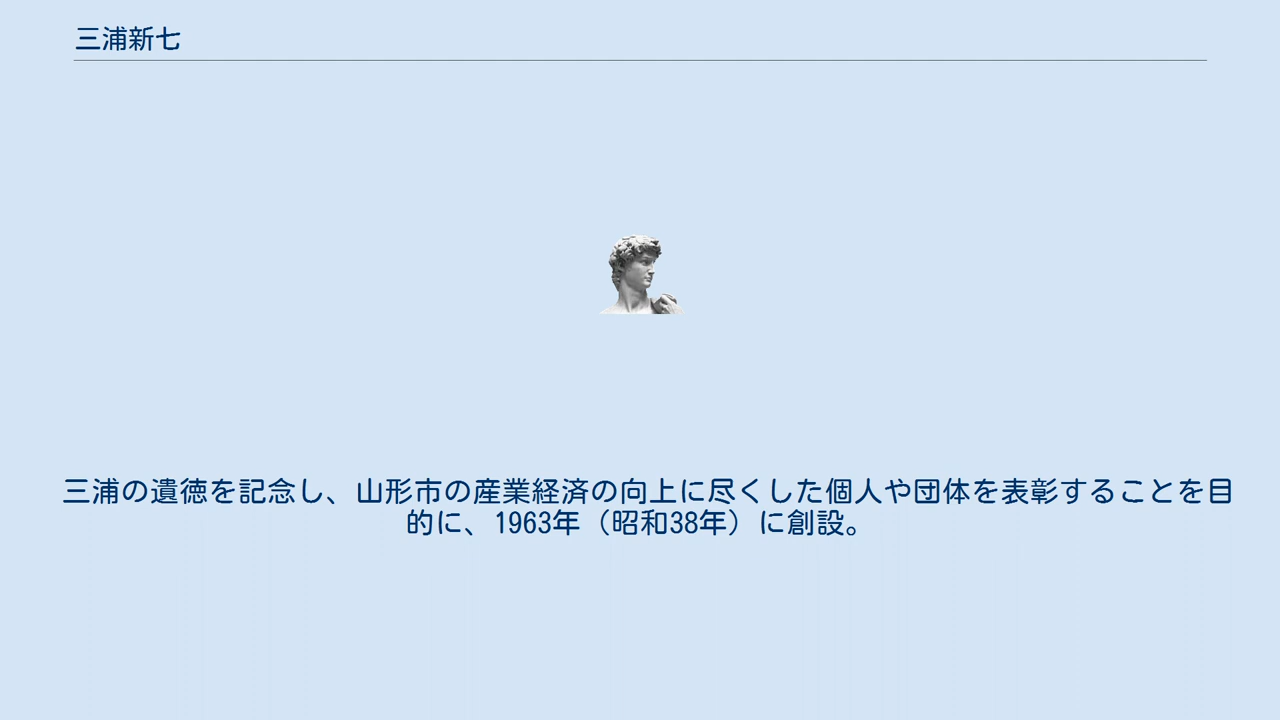 三浦新七
三浦の遺徳を記念し、山形市の産業経済の向上に尽くした個人や団体を表彰することを目
的に、1963年（昭和38年）に創設。